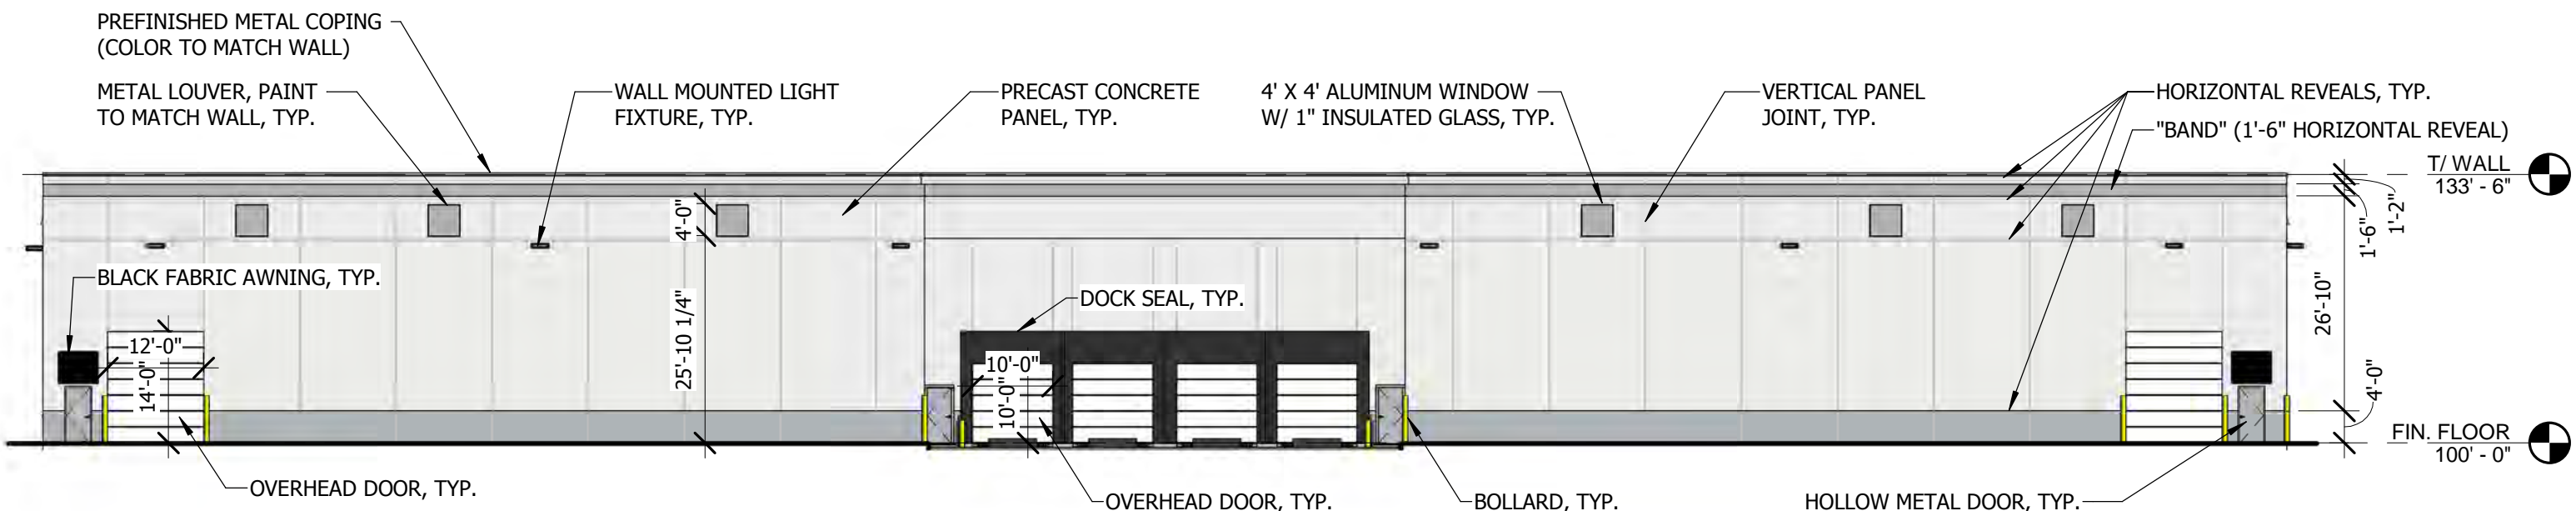 PREFINISHED METAL COPING
(COLOR TO MATCH WALL)
METAL LOUVER, PAINT
TO MATCH WALL, TYP.
WALL MOUNTED LIGHT
FIXTURE, TYP.
PRECAST CONCRETE
PANEL, TYP.
4' X 4' ALUMINUM WINDOW
W/ 1" INSULATED GLASS, TYP.
VERTICAL PANEL
JOINT, TYP.
HORIZONTAL REVEALS, TYP.
"BAND" (1'-6" HORIZONTAL REVEAL)
T/ WALL
133' - 6"
4'-0"
1'-6"
1'-2"
BLACK FABRIC AWNING, TYP.
DOCK SEAL, TYP.
25'-10 1/4"
26'-10"
12'-0"
14'-0"
10'-0"
10'-0"
4'-0"
FIN. FLOOR
100' - 0"
OVERHEAD DOOR, TYP.
OVERHEAD DOOR, TYP.
BOLLARD, TYP.
HOLLOW METAL DOOR, TYP.